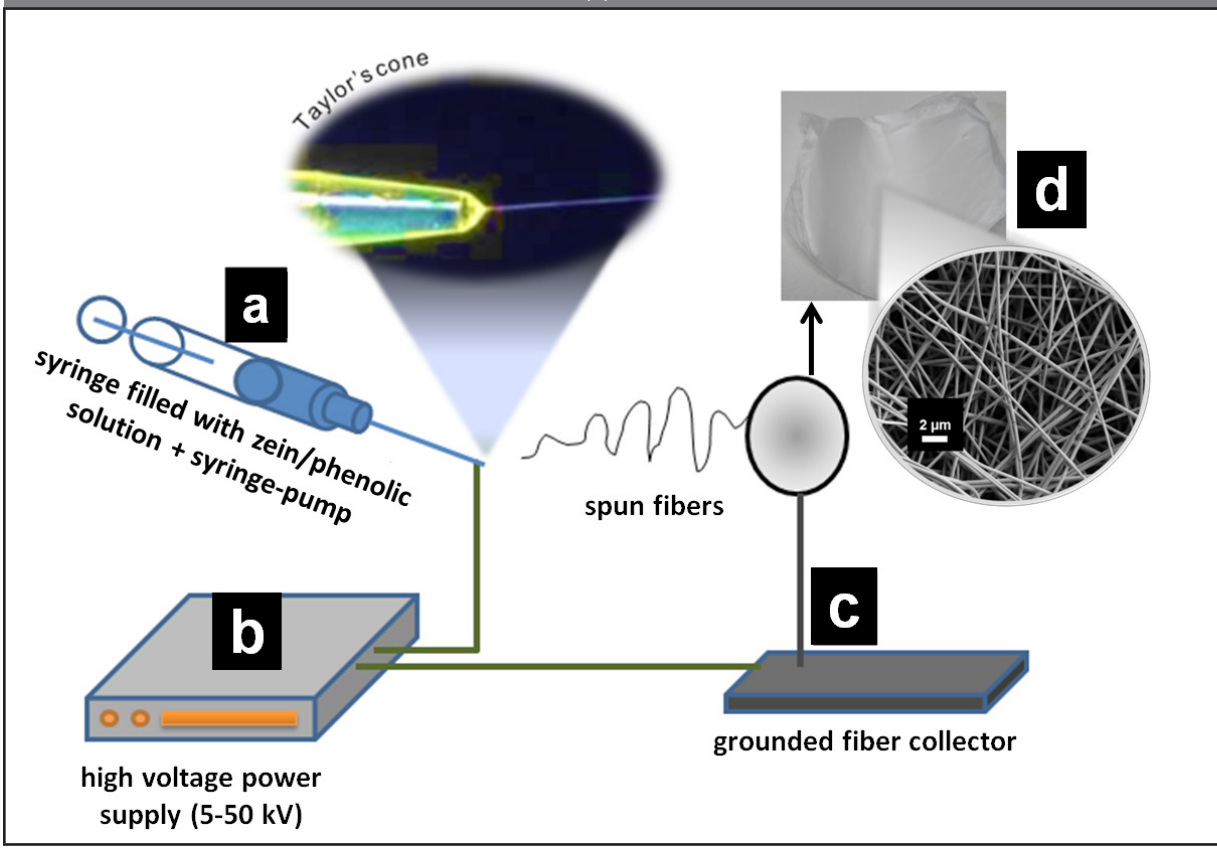 Taylor's cone
a
d
syringe filled with zein/phenolic
solution + syringe-pump
2 μm
spun fibers
b
c
grounded fiber collector
high voltage power
supply (5-50 kV)